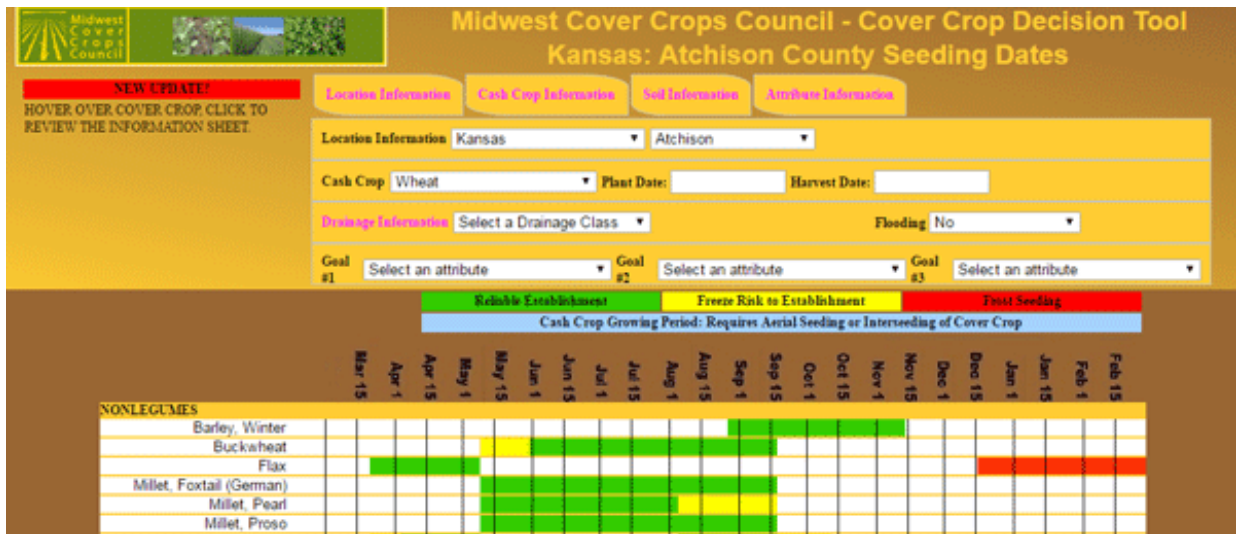 Midwest
Cover
Crops
Council
Midwest Cover Crops Council - Cover Crop Decision Tool
Kansas: Atchison County Seeding Dates
NEW UPDATE!
HOVER OVER COVER CROP, CLICK TO
REVIEW THE INFORMATION SHEET.
Location Information Cash Crop Information Soil Information Attribute Information
Location Information Kansas Atchison
Cash Crop Wheat Plant Date: Harvest Date:
Drainage Information Select a Drainage Class Flooding No
Goal #1 Select an attribute Goal #2 Select an attribute Goal #3 Select an attribute
Reliable Establishment Freeze Risk to Establishment Frost Seeding
Cash Crop Growing Period: Requires Aerial Seeding or Interseeding of Cover Crop
Mar 15 Apr 1 Apr 15 May 1 May 15 Jun 1 Jun 15 Jul 1 Jul 15 Aug 1 Aug 15 Sep 1 Sep 15 Oct 1 Oct 15 Nov 1 Nov 15 Dec 1 Dec 15 Jan 1 Jan 15 Feb 1 Feb 15
NONLEGUMES
Barley, Winter
Buckwheat
Flax
Millet, Foxtail (German)
Millet, Pearl
Millet, Proso